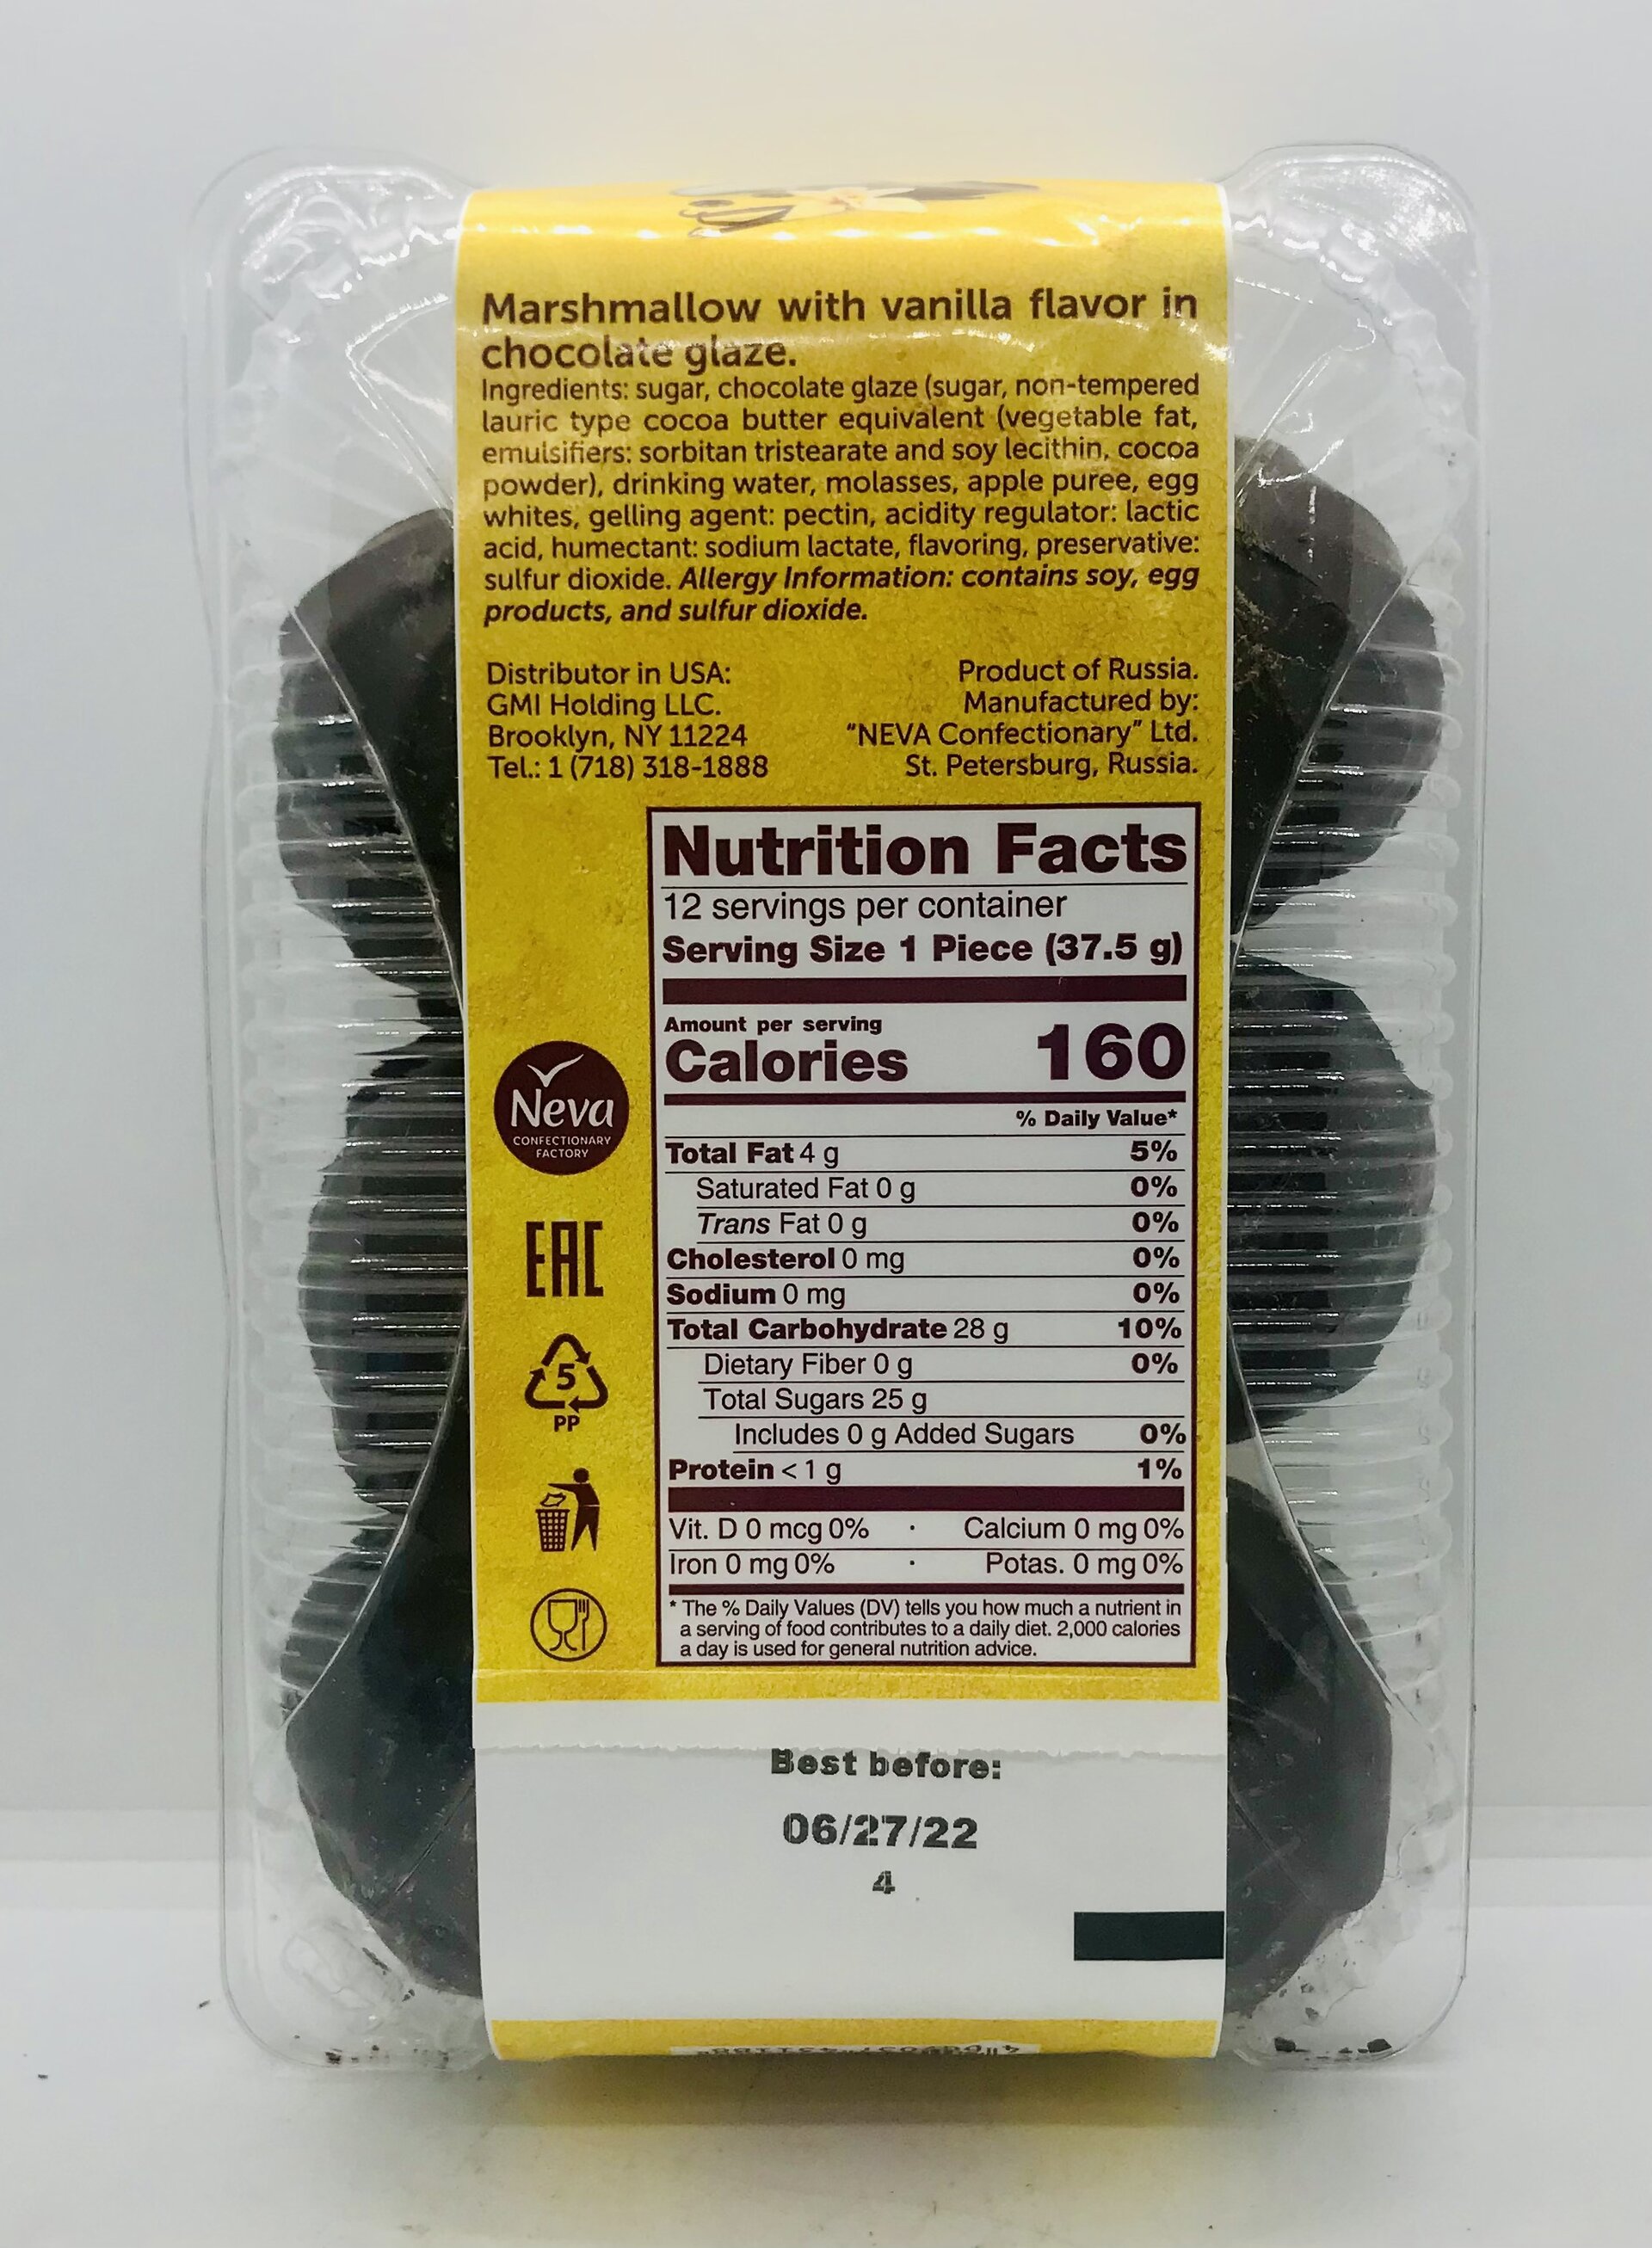 Marshmallow with vanilla flavor in
chocolate glaze.
Ingredients: sugar, chocolate glaze (sugar, non-tempered
lauric type cocoa butter equivalent (vegetable fat,
emulsifiers: sorbitan tristearate and soy lecithin, cocoa
powder), drinking water, molasses, apple puree, egg
whites, gelling agent: pectin, acidity regulator: lactic
acid, humectant: sodium lactate, flavoring, preservative:
sulfur dioxide. Allergy Information: contains soy, egg
products, and sulfur dioxide.
Distributor in USA:
GMI Holding LLC.
Brooklyn, NY 11224
Tel.: 1 (718) 318-1888
Product of Russia.
Manufactured by:
"NEVA Confectionary" Ltd.
St. Petersburg, Russia.
Nutrition Facts
12 servings per container
Serving Size 1 Piece (37.5 g)
Amount per serving
Calories 160
% Daily Value*
Total Fat 4 g 5%
Saturated Fat 0 g 0%
Trans Fat 0 g 0%
Cholesterol 0 mg 0%
Sodium 0 mg 0%
Total Carbohydrate 28 g 10%
Dietary Fiber 0 g 0%
Total Sugars 25 g
Includes 0 g Added Sugars 0%
Protein < 1 g 1%
Vit. D 0 mcg 0% · Calcium 0 mg 0%
Iron 0 mg 0% · Potas. 0 mg 0%
* The % Daily Values (DV) tells you how much a nutrient in
a serving of food contributes to a daily diet. 2,000 calories
a day is used for general nutrition advice.
Neva
CONFECTIONARY
FACTORY
EAC
5
PP
Best before:
06/27/22
4